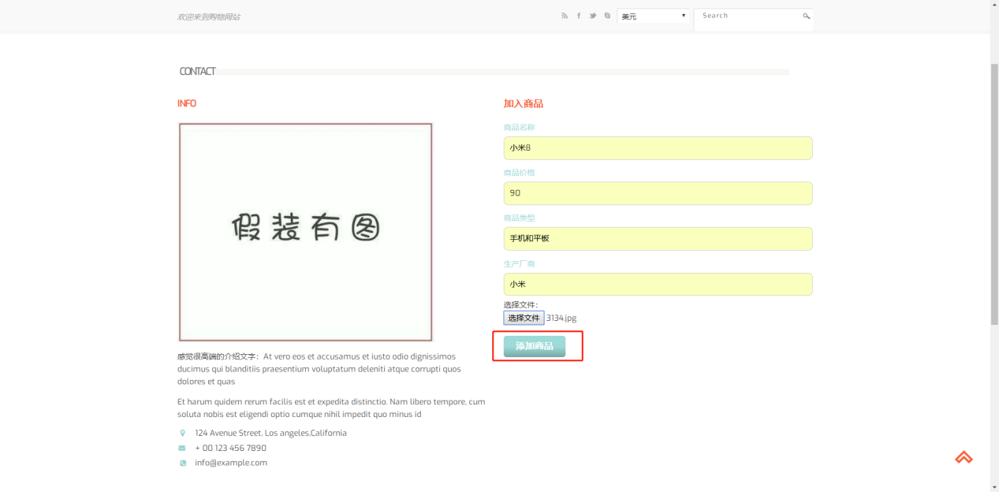 欢迎来到购物网站
美元
Search
CONTACT
INFO
假装有图
感觉很高端的介绍文字：At vero eos et accusamus et iusto odio dignissimos
ducimus qui blanditiis praesentium voluptatum deleniti atque corrupti quos
dolores et quas
Et harum quidem rerum facilis est et expedita distinctio. Nam libero tempore, cum
soluta nobis est eligendi optio cumque nihil impedit quo minus id
124 Avenue Street, Los angeles,California
+ 00 123 456 7890
info@example.com
加入商品
商品名称
小米8
商品价格
90
商品类型
手机和平板
生产厂商
小米
选择文件：
选择文件 3134.jpg
添加商品